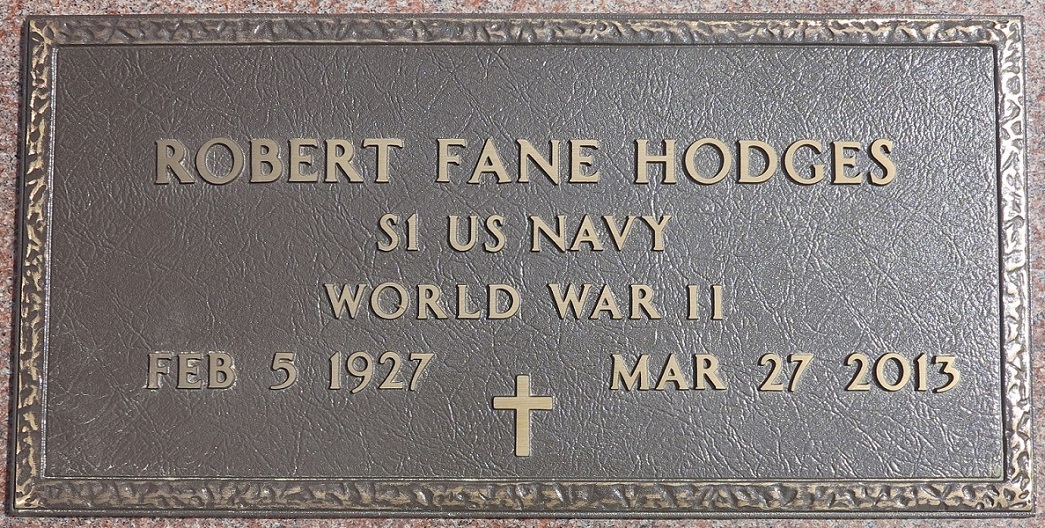 ROBERT FANE HODGES
S1 US NAVY
WORLD WAR II
FEB 5 1927 MAR 27 2013